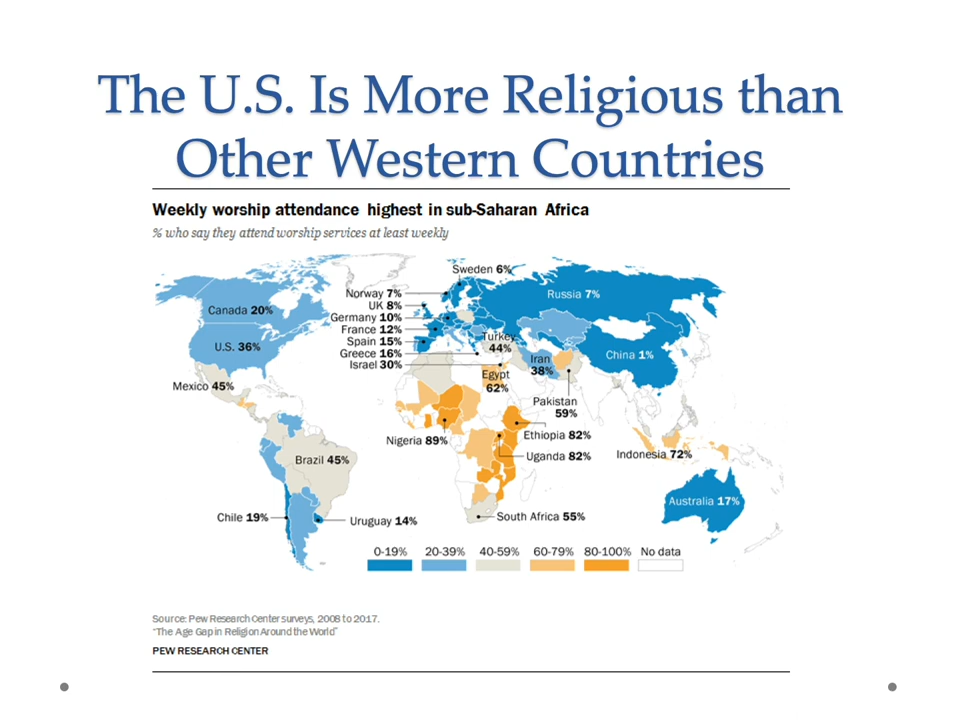 The U.S. Is More Religious than
Other Western Countries
Weekly worship attendance highest in sub-Saharan Africa
% who say they attend worship services at least weekly
Sweden 6%
Norway 7%
UK 8%
Germany 10%
France 12%
Spain 15%
Greece 16%
Israel 30%
Russia 7%
Canada 20%
U.S. 36%
Mexico 45%
Turkey
44%
Iran
38%
China 1%
Egypt
62%
Pakistan
59%
Nigeria 89%
Ethiopia 82%
Uganda 82%
Indonesia 72%
Brazil 45%
Australia 17%
Chile 19%
Uruguay 14%
South Africa 55%
0-19% 20-39% 40-59% 60-79% 80-100% No data
Source: Pew Research Center surveys, 2008 to 2017.
"The Age Gap in Religion Around the World"
PEW RESEARCH CENTER